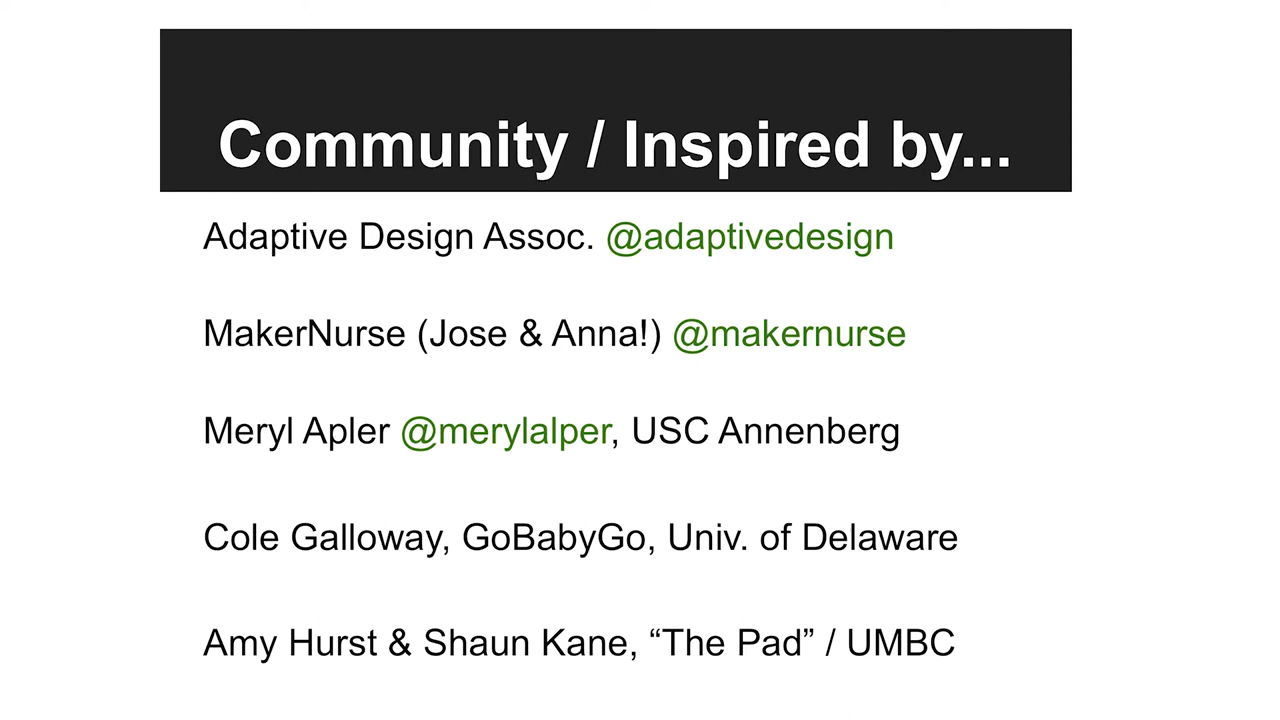 Community / Inspired by...
Adaptive Design Assoc. @adaptivedesign
MakerNurse (Jose & Anna!) @makernurse
Meryl Apler @merylalper, USC Annenberg
Cole Galloway, GoBabyGo, Univ. of Delaware
Amy Hurst & Shaun Kane, “The Pad” / UMBC